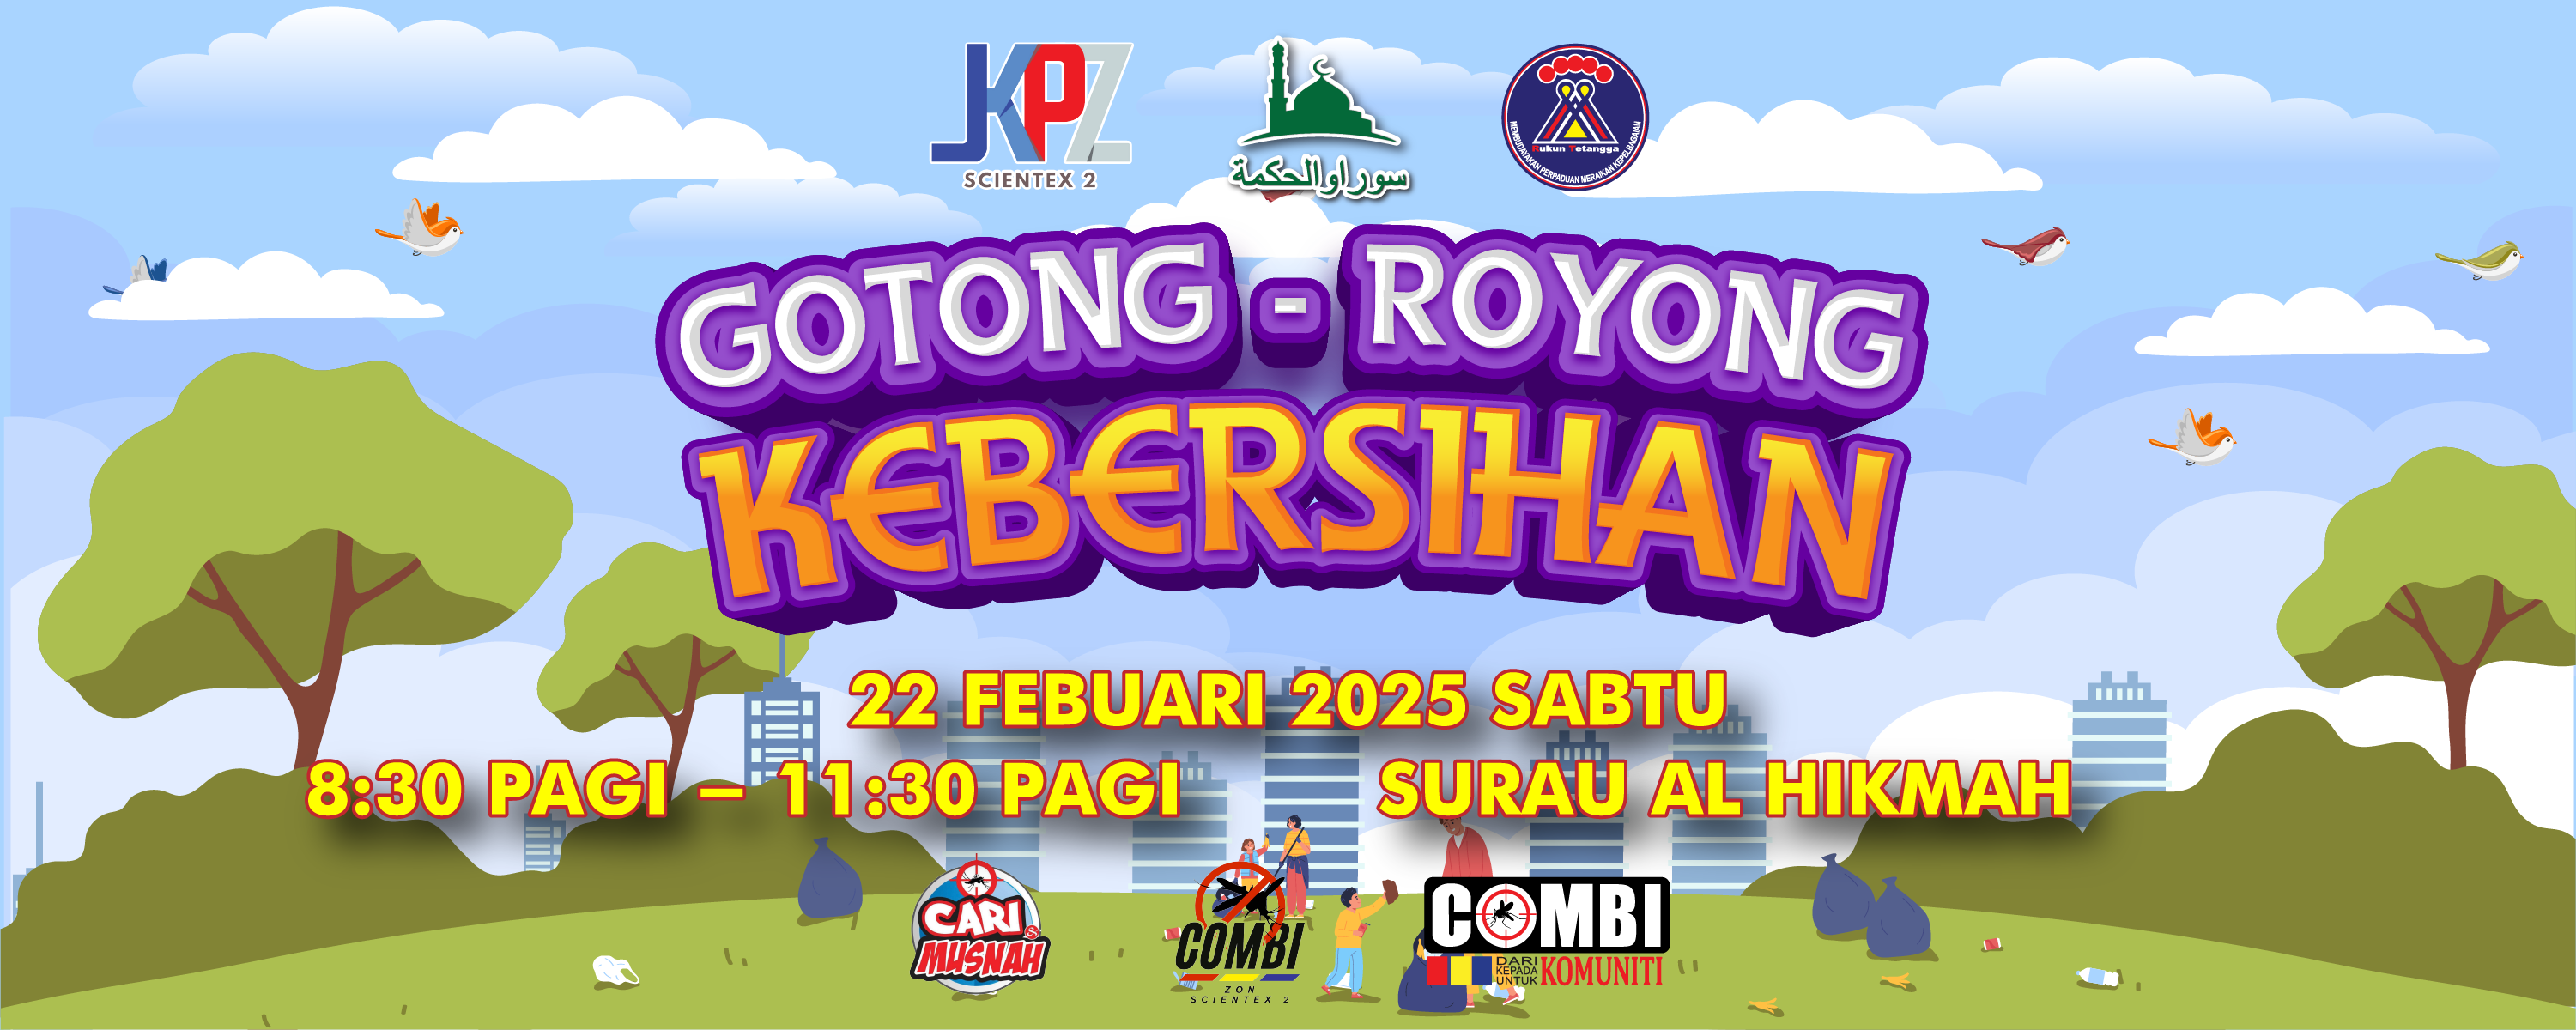 JKPZ
SCIENTEX 2
سوراو الحكمة
Rukun Tetangga
MEMBUDAYAKAN PERPADUAN MERAIKAN KEPELBAGAIAN
GOTONG - ROYONG
KEBERSIHAN
22 FEBUARI 2025 SABTU
8:30 PAGI – 11:30 PAGI
SURAU AL HIKMAH
CARI & MUSNAH
COMBI
ZON
SCIENTEX 2
COMBI
DARI
KEPADA
UNTUK
KOMUNITI